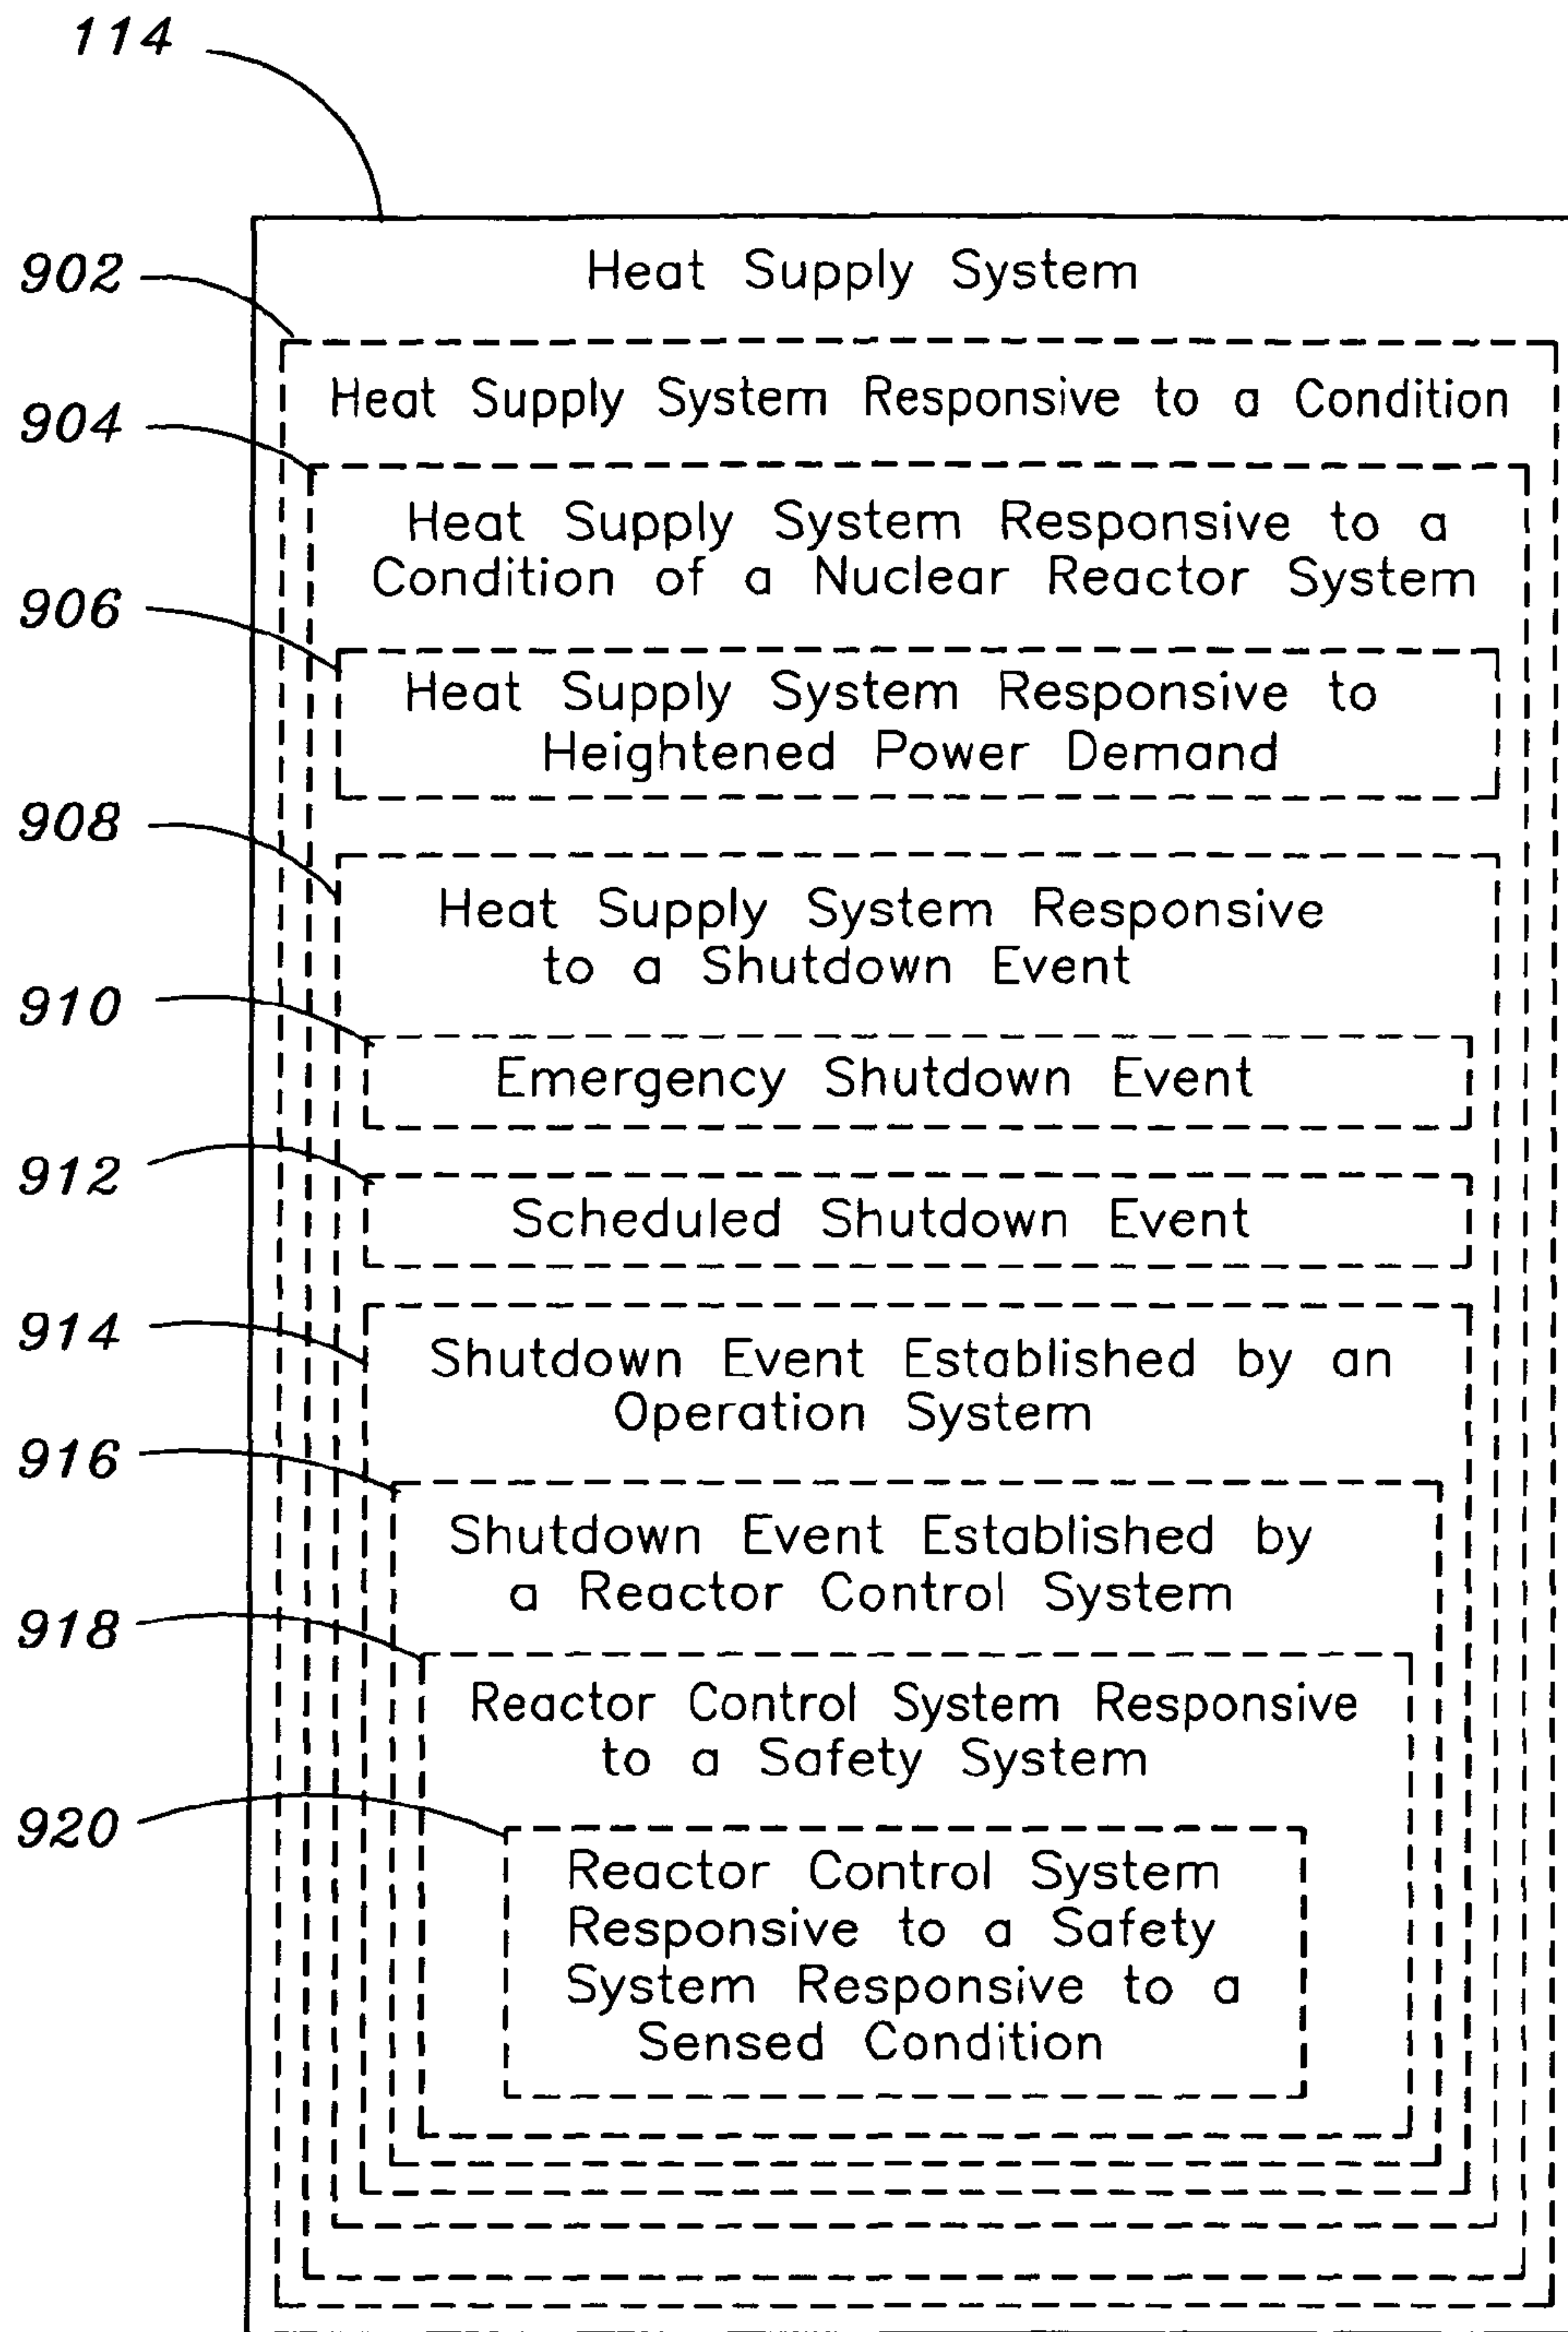 114
Heat Supply System
902
Heat Supply System Responsive to a Condition
904
Heat Supply System Responsive to a
Condition of a Nuclear Reactor System
906
Heat Supply System Responsive to
Heightened Power Demand
908
Heat Supply System Responsive
to a Shutdown Event
910
Emergency Shutdown Event
912
Scheduled Shutdown Event
914
Shutdown Event Established by an
Operation System
916
Shutdown Event Established by
a Reactor Control System
918
Reactor Control System Responsive
to a Safety System
920
Reactor Control System
Responsive to a Safety
System Responsive to a
Sensed Condition